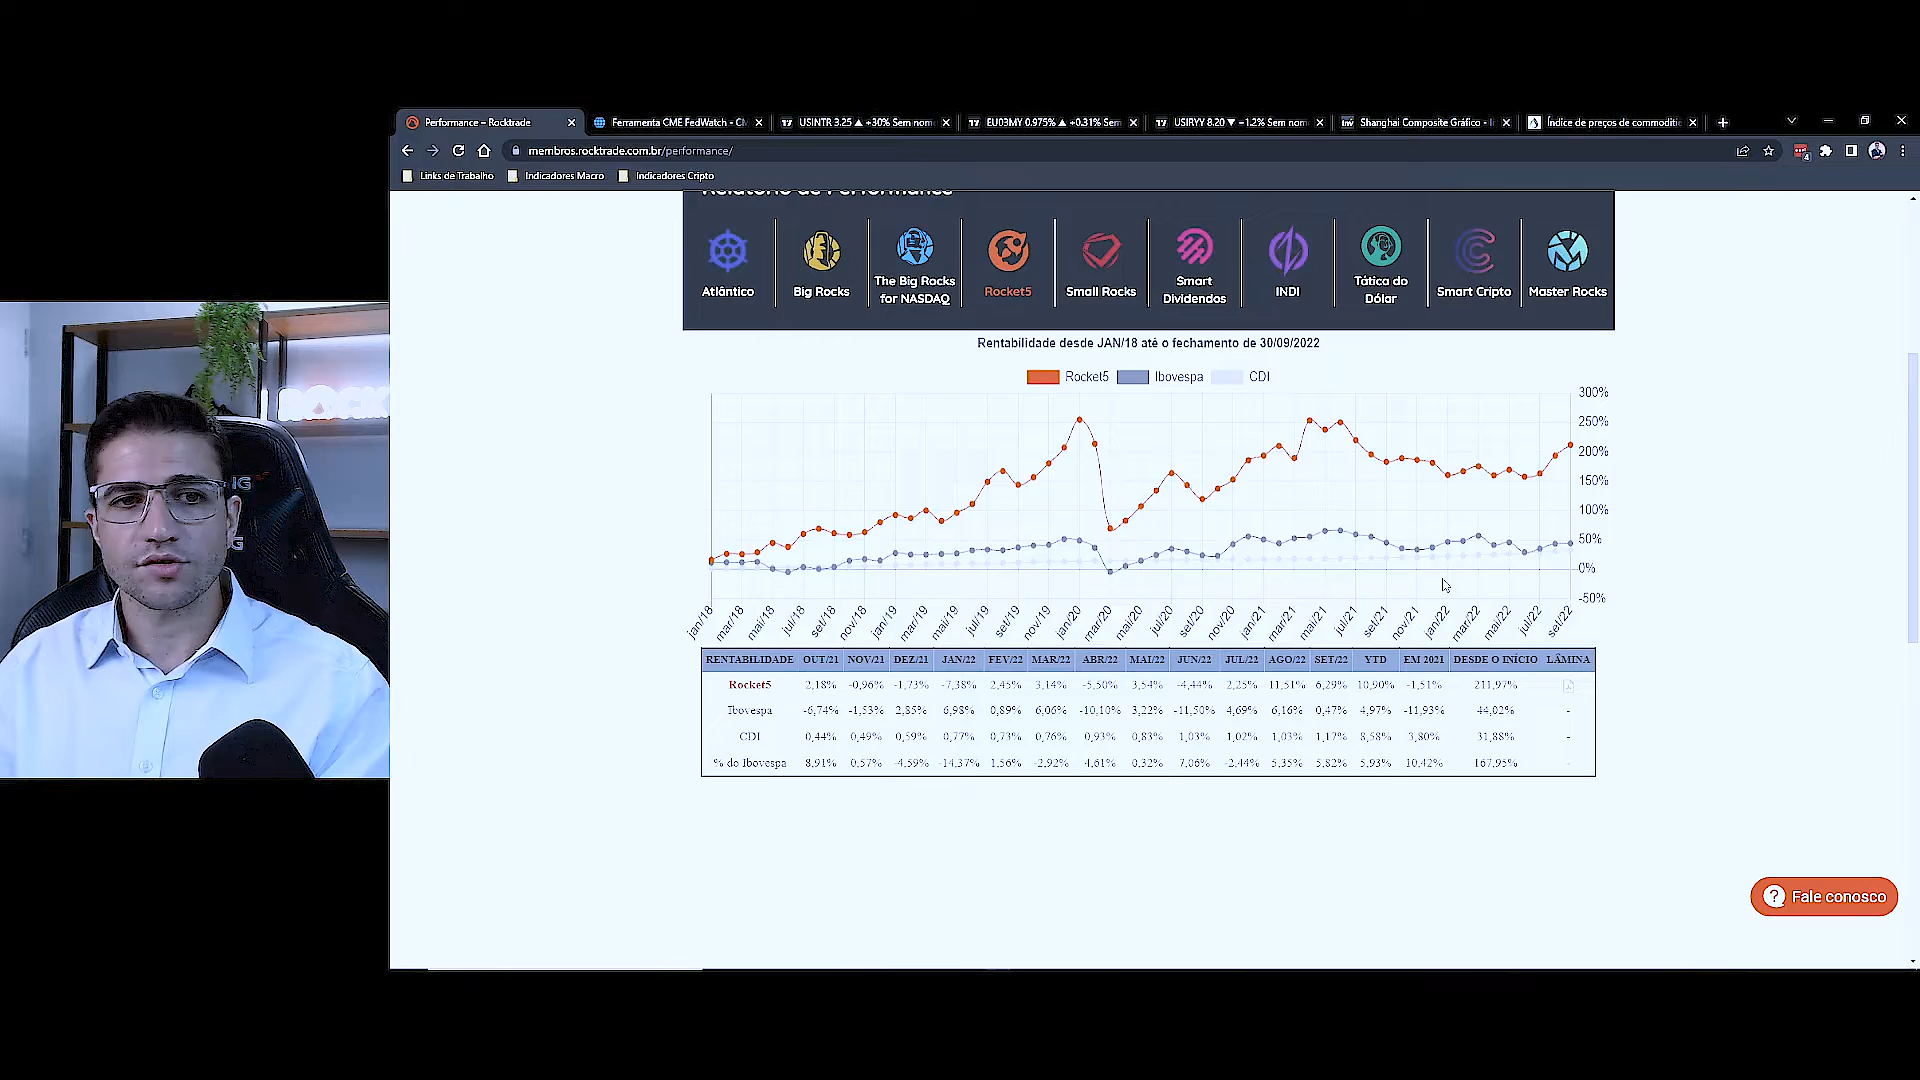 Performance – Rocktrade
Ferramenta CME FedWatch - CM
USINTR 3.25 ▲ +30% Sem nom
EU03MY 0.975% ▲ +0.31% Sem
USIRYY 8.20 ▼ −1.2% Sem nom
Shanghai Composite Gráfico - I
Índice de preços de commoditie
membros.rocktrade.com.br/performance/
Links de Trabalho
Indicadores Macro
Indicadores Cripto
Relatório de Performance
Atlântico
Big Rocks
The Big Rocks
for NASDAQ
Rocket5
Small Rocks
Smart
Dividendos
INDI
Tática do
Dólar
Smart Cripto
Master Rocks
Rentabilidade desde JAN/18 até o fechamento de 30/09/2022
Rocket5 Ibovespa CDI
300%
250%
200%
150%
100%
50%
0%
-50%
jan/18 mar/18 mai/18 jul/18 set/18 nov/18 jan/19 mar/19 mai/19 jul/19 set/19 nov/19 jan/20 mar/20 mai/20 jul/20 set/20 nov/20 jan/21 mar/21 mai/21 jul/21 set/21 nov/21 jan/22 mar/22 mai/22 jul/22 set/22
RENTABILIDADE OUT/21 NOV/21 DEZ/21 JAN/22 FEV/22 MAR/22 ABR/22 MAI/22 JUN/22 JUL/22 AGO/22 SET/22 YTD EM 2021 DESDE O INÍCIO LÂMINA
Rocket5 2,18% -0,96% -1,73% -7,38% 2,45% 3,14% -5,50% 3,54% -4,44% 2,25% 11,51% 6,29% 10,90% -1,51% 211,97%
Ibovespa -6,74% -1,53% 2,85% 6,98% 0,89% 6,06% -10,10% 3,22% -11,50% 4,69% 6,16% 0,47% 4,97% -11,93% 44,02% -
CDI 0,44% 0,49% 0,59% 0,77% 0,73% 0,76% 0,93% 0,83% 1,03% 1,02% 1,03% 1,17% 8,58% 3,80% 31,88% -
% do Ibovespa 8,91% 0,57% -4,59% -14,37% 1,56% -2,92% 4,61% 0,32% 7,06% -2,44% 5,35% 5,82% 5,93% 10,42% 167,95% -
? Fale conosco